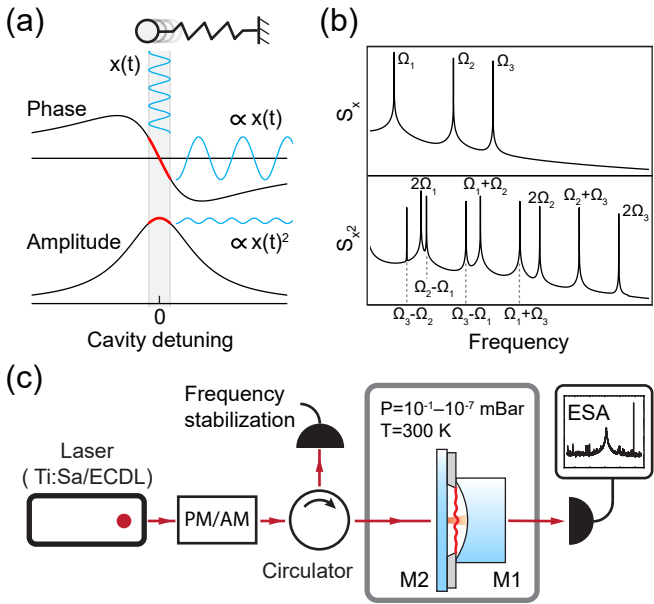 (a)
x(t)
Phase
∝ x(t)
Amplitude
∝ x(t)²
0
Cavity detuning
(b)
Sₓ
Ω₁
Ω₂
Ω₃
Sₓ²
2Ω₁
Ω₁+Ω₂
2Ω₂
Ω₂+Ω₃
2Ω₃
Ω₂−Ω₁
Ω₃−Ω₂
Ω₃−Ω₁
Ω₁+Ω₃
Frequency
(c)
Frequency
stabilization
Laser
( Ti:Sa/ECDL)
PM/AM
Circulator
P=10⁻¹–10⁻⁷ mBar
T=300 K
M2
M1
ESA